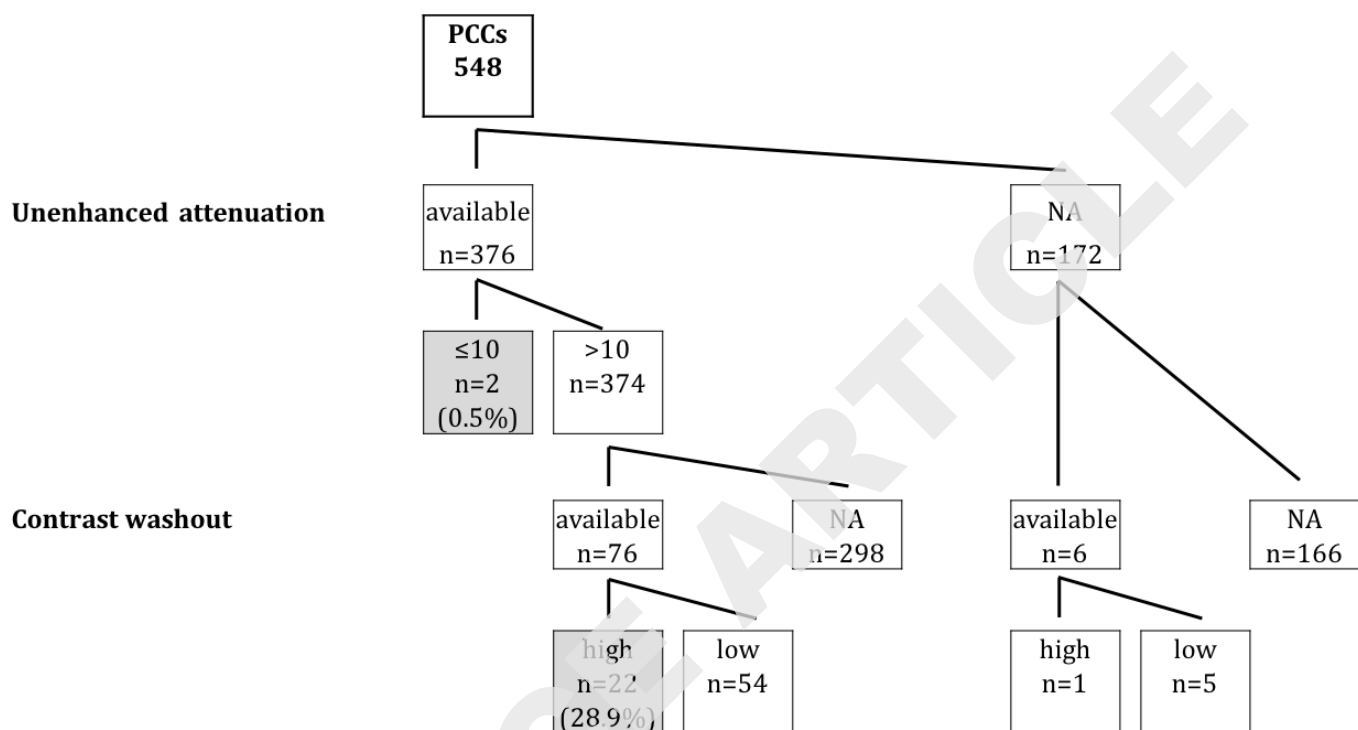 PCCs
548
Unenhanced attenuation
available
n=376
NA
n=172
≤10
n=2
(0.5%)
>10
n=374
Contrast washout
available
n=76
NA
n=298
available
n=6
NA
n=166
high
n=22
(28.9%)
low
n=54
high
n=1
low
n=5
E ARTICLE